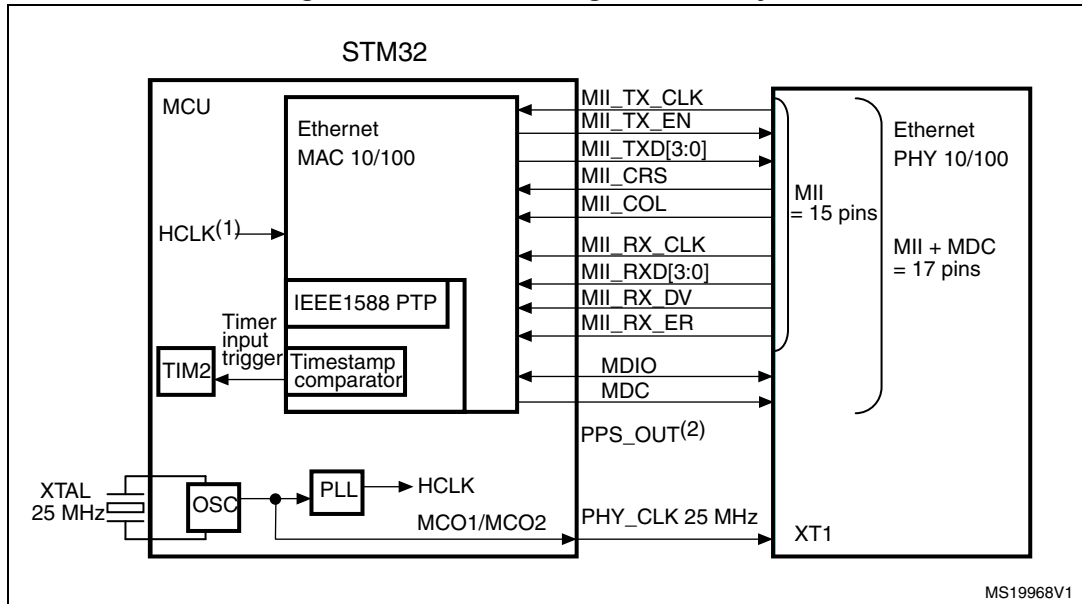 STM32
MCU
Ethernet
MAC 10/100
HCLK(1)
IEEE1588 PTP
Timer
input
trigger
TIM2
Timestamp
comparator
XTAL
25 MHz
OSC
PLL
HCLK
MCO1/MCO2
MII_TX_CLK
MII_TX_EN
MII_TXD[3:0]
MII_CRS
MII_COL
MII_RX_CLK
MII_RXD[3:0]
MII_RX_DV
MII_RX_ER
MDIO
MDC
PPS_OUT(2)
PHY_CLK 25 MHz
MII
= 15 pins
Ethernet
PHY 10/100
MII + MDC
= 17 pins
XT1
MS19968V1